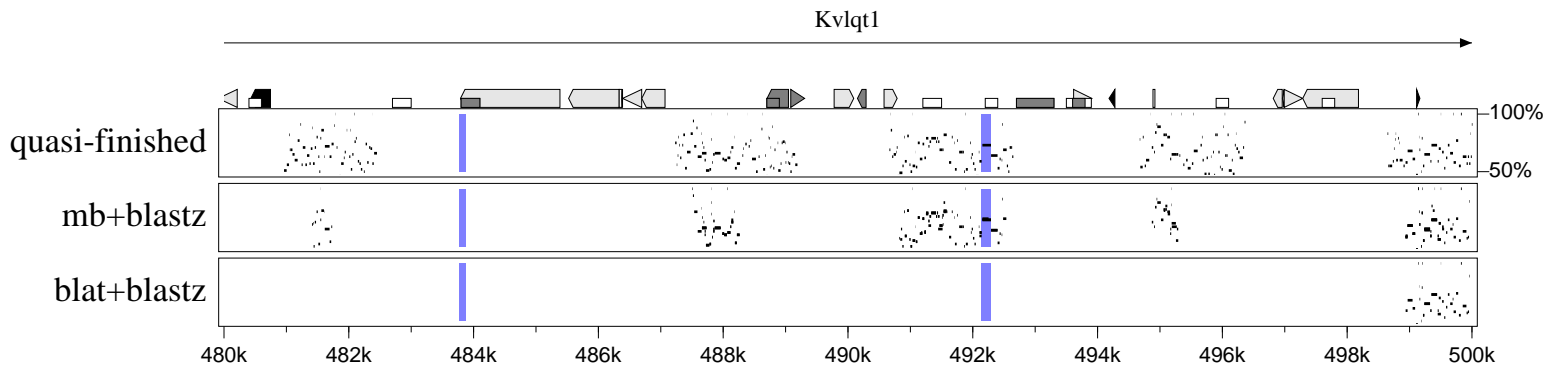 Kvlqt1
100%
quasi-finished
50%
mb+blastz
blat+blastz
480k 482k 484k 486k 488k 490k 492k 494k 496k 498k 500k